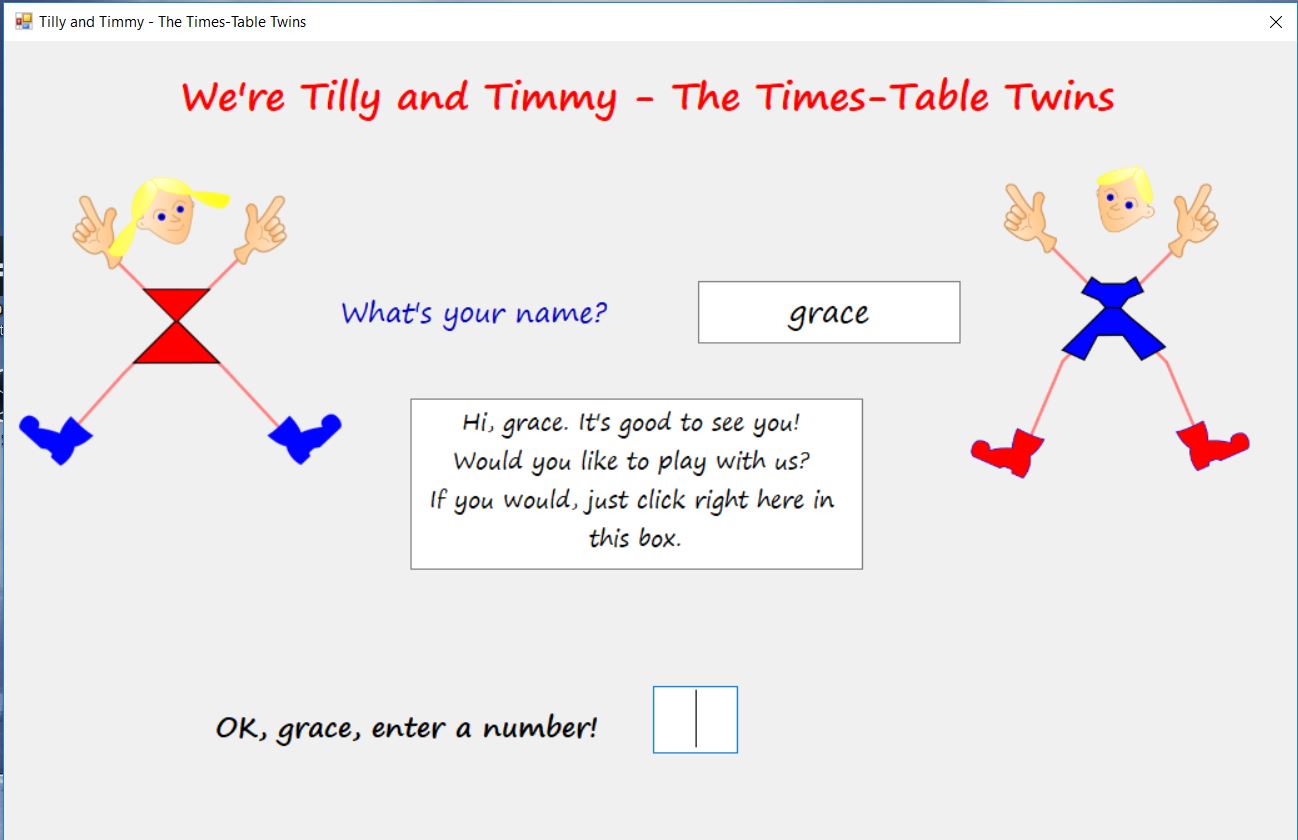 Tilly and Timmy - The Times-Table Twins
We're Tilly and Timmy - The Times-Table Twins
What's your name?
grace
Hi, grace. It's good to see you!
Would you like to play with us?
If you would, just click right here in
this box.
OK, grace, enter a number!